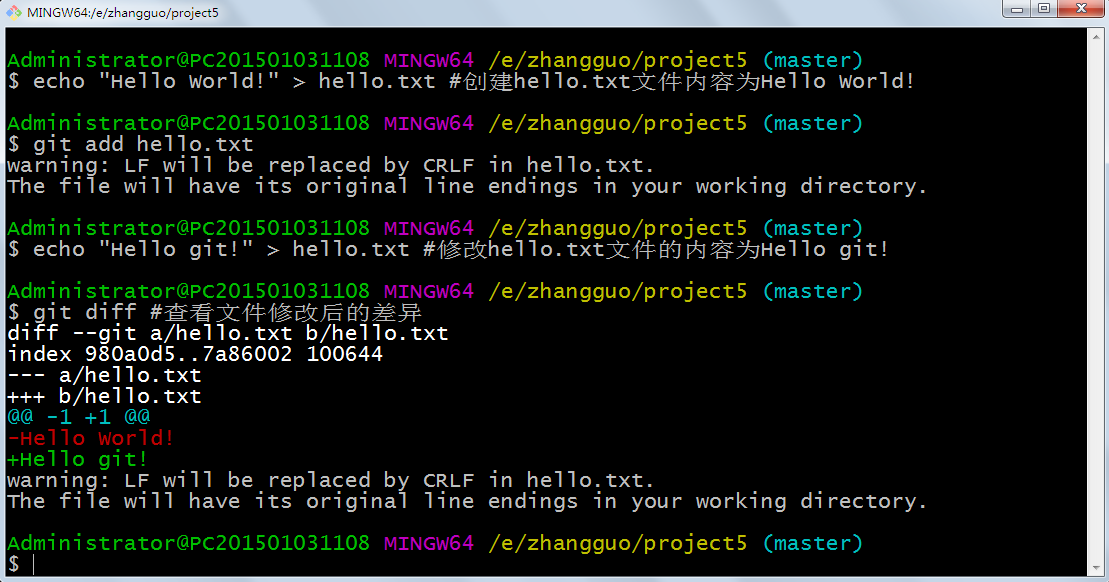 MINGW64:/e/zhangguo/project5
Administrator@PC201501031108 MINGW64 /e/zhangguo/project5 (master)
$ echo "Hello World!" > hello.txt #创建hello.txt文件内容为Hello World!
Administrator@PC201501031108 MINGW64 /e/zhangguo/project5 (master)
$ git add hello.txt
warning: LF will be replaced by CRLF in hello.txt.
The file will have its original line endings in your working directory.
Administrator@PC201501031108 MINGW64 /e/zhangguo/project5 (master)
$ echo "Hello git!" > hello.txt #修改hello.txt文件的内容为Hello git!
Administrator@PC201501031108 MINGW64 /e/zhangguo/project5 (master)
$ git diff #查看文件修改后的差异
diff --git a/hello.txt b/hello.txt
index 980a0d5..7a86002 100644
--- a/hello.txt
+++ b/hello.txt
@@ -1 +1 @@
-Hello World!
+Hello git!
warning: LF will be replaced by CRLF in hello.txt.
The file will have its original line endings in your working directory.
Administrator@PC201501031108 MINGW64 /e/zhangguo/project5 (master)
$